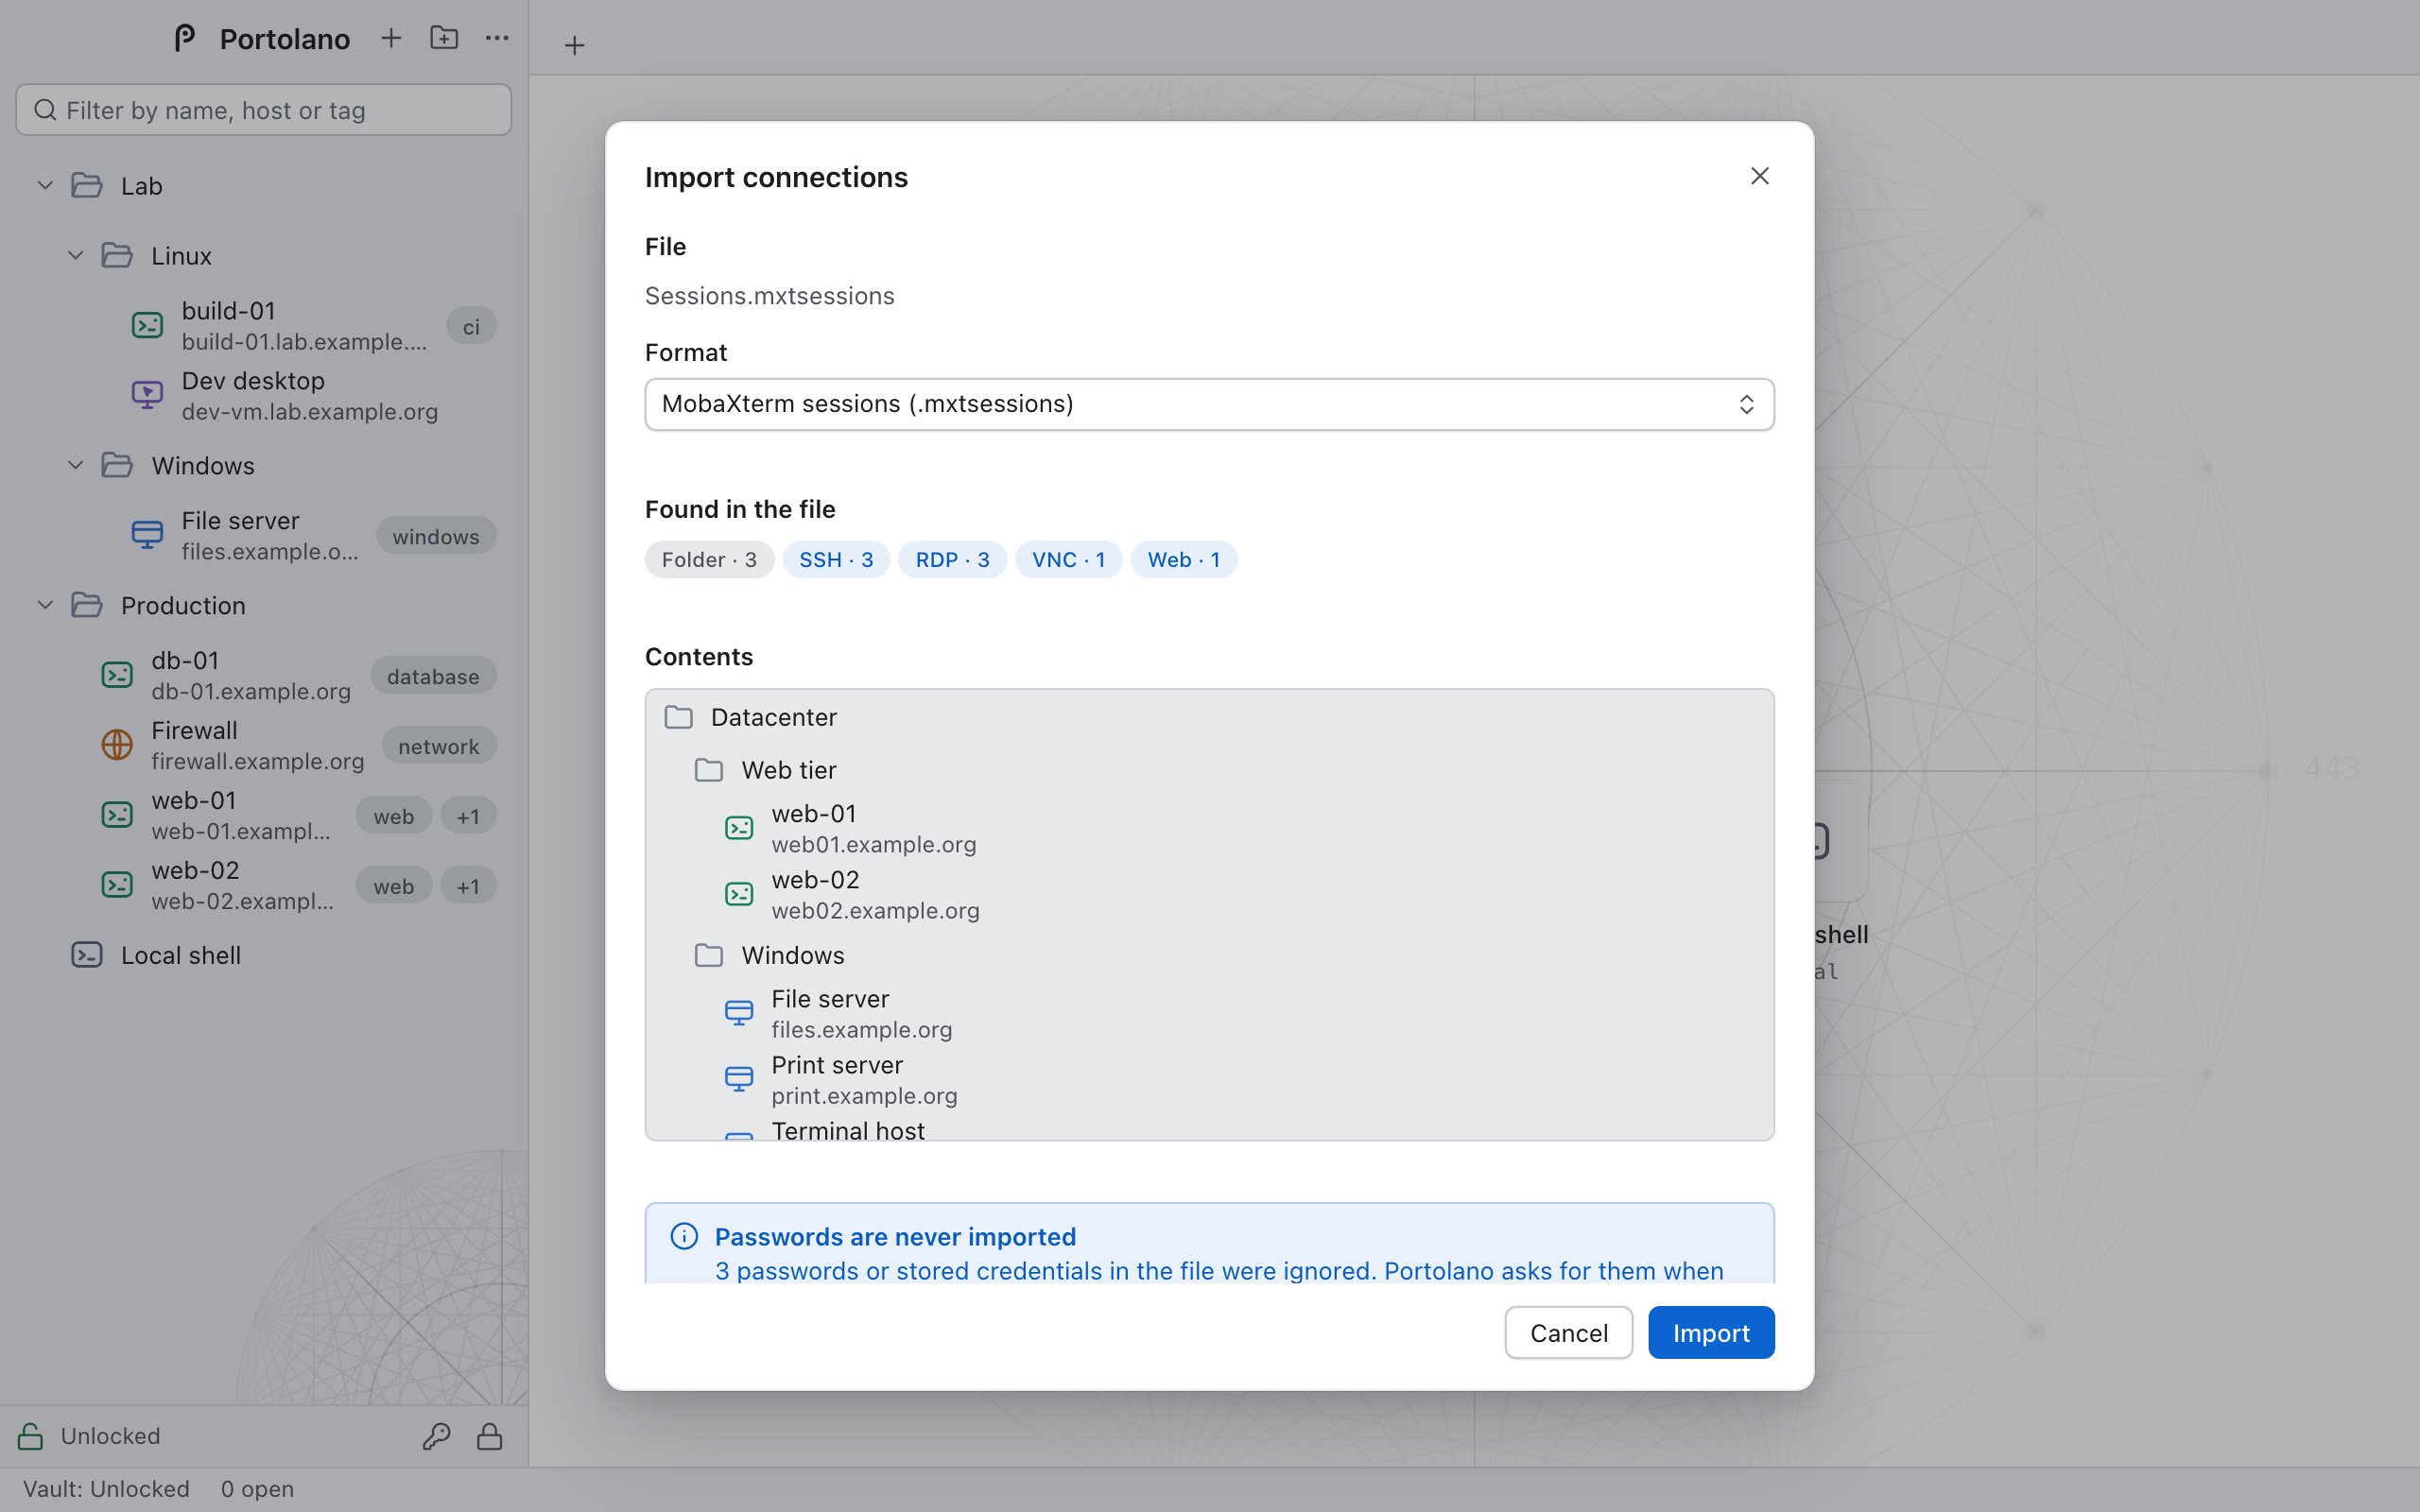 Portolano
Filter by name, host or tag
Lab
Linux
build-01
build-01.lab.example....
ci
Dev desktop
dev-vm.lab.example.org
Windows
File server
files.example.o...
windows
Production
db-01
db-01.example.org
database
Firewall
firewall.example.org
network
web-01
web-01.exampl...
web
+1
web-02
web-02.exampl...
web
+1
Local shell
Unlocked
Vault: Unlocked
0 open
Import connections
File
Sessions.mxtsessions
Format
MobaXterm sessions (.mxtsessions)
Found in the file
Folder · 3
SSH · 3
RDP · 3
VNC · 1
Web · 1
Contents
Datacenter
Web tier
web-01
web01.example.org
web-02
web02.example.org
Windows
File server
files.example.org
Print server
print.example.org
Terminal host
Passwords are never imported
3 passwords or stored credentials in the file were ignored. Portolano asks for them when
Cancel
Import
443
shell
al